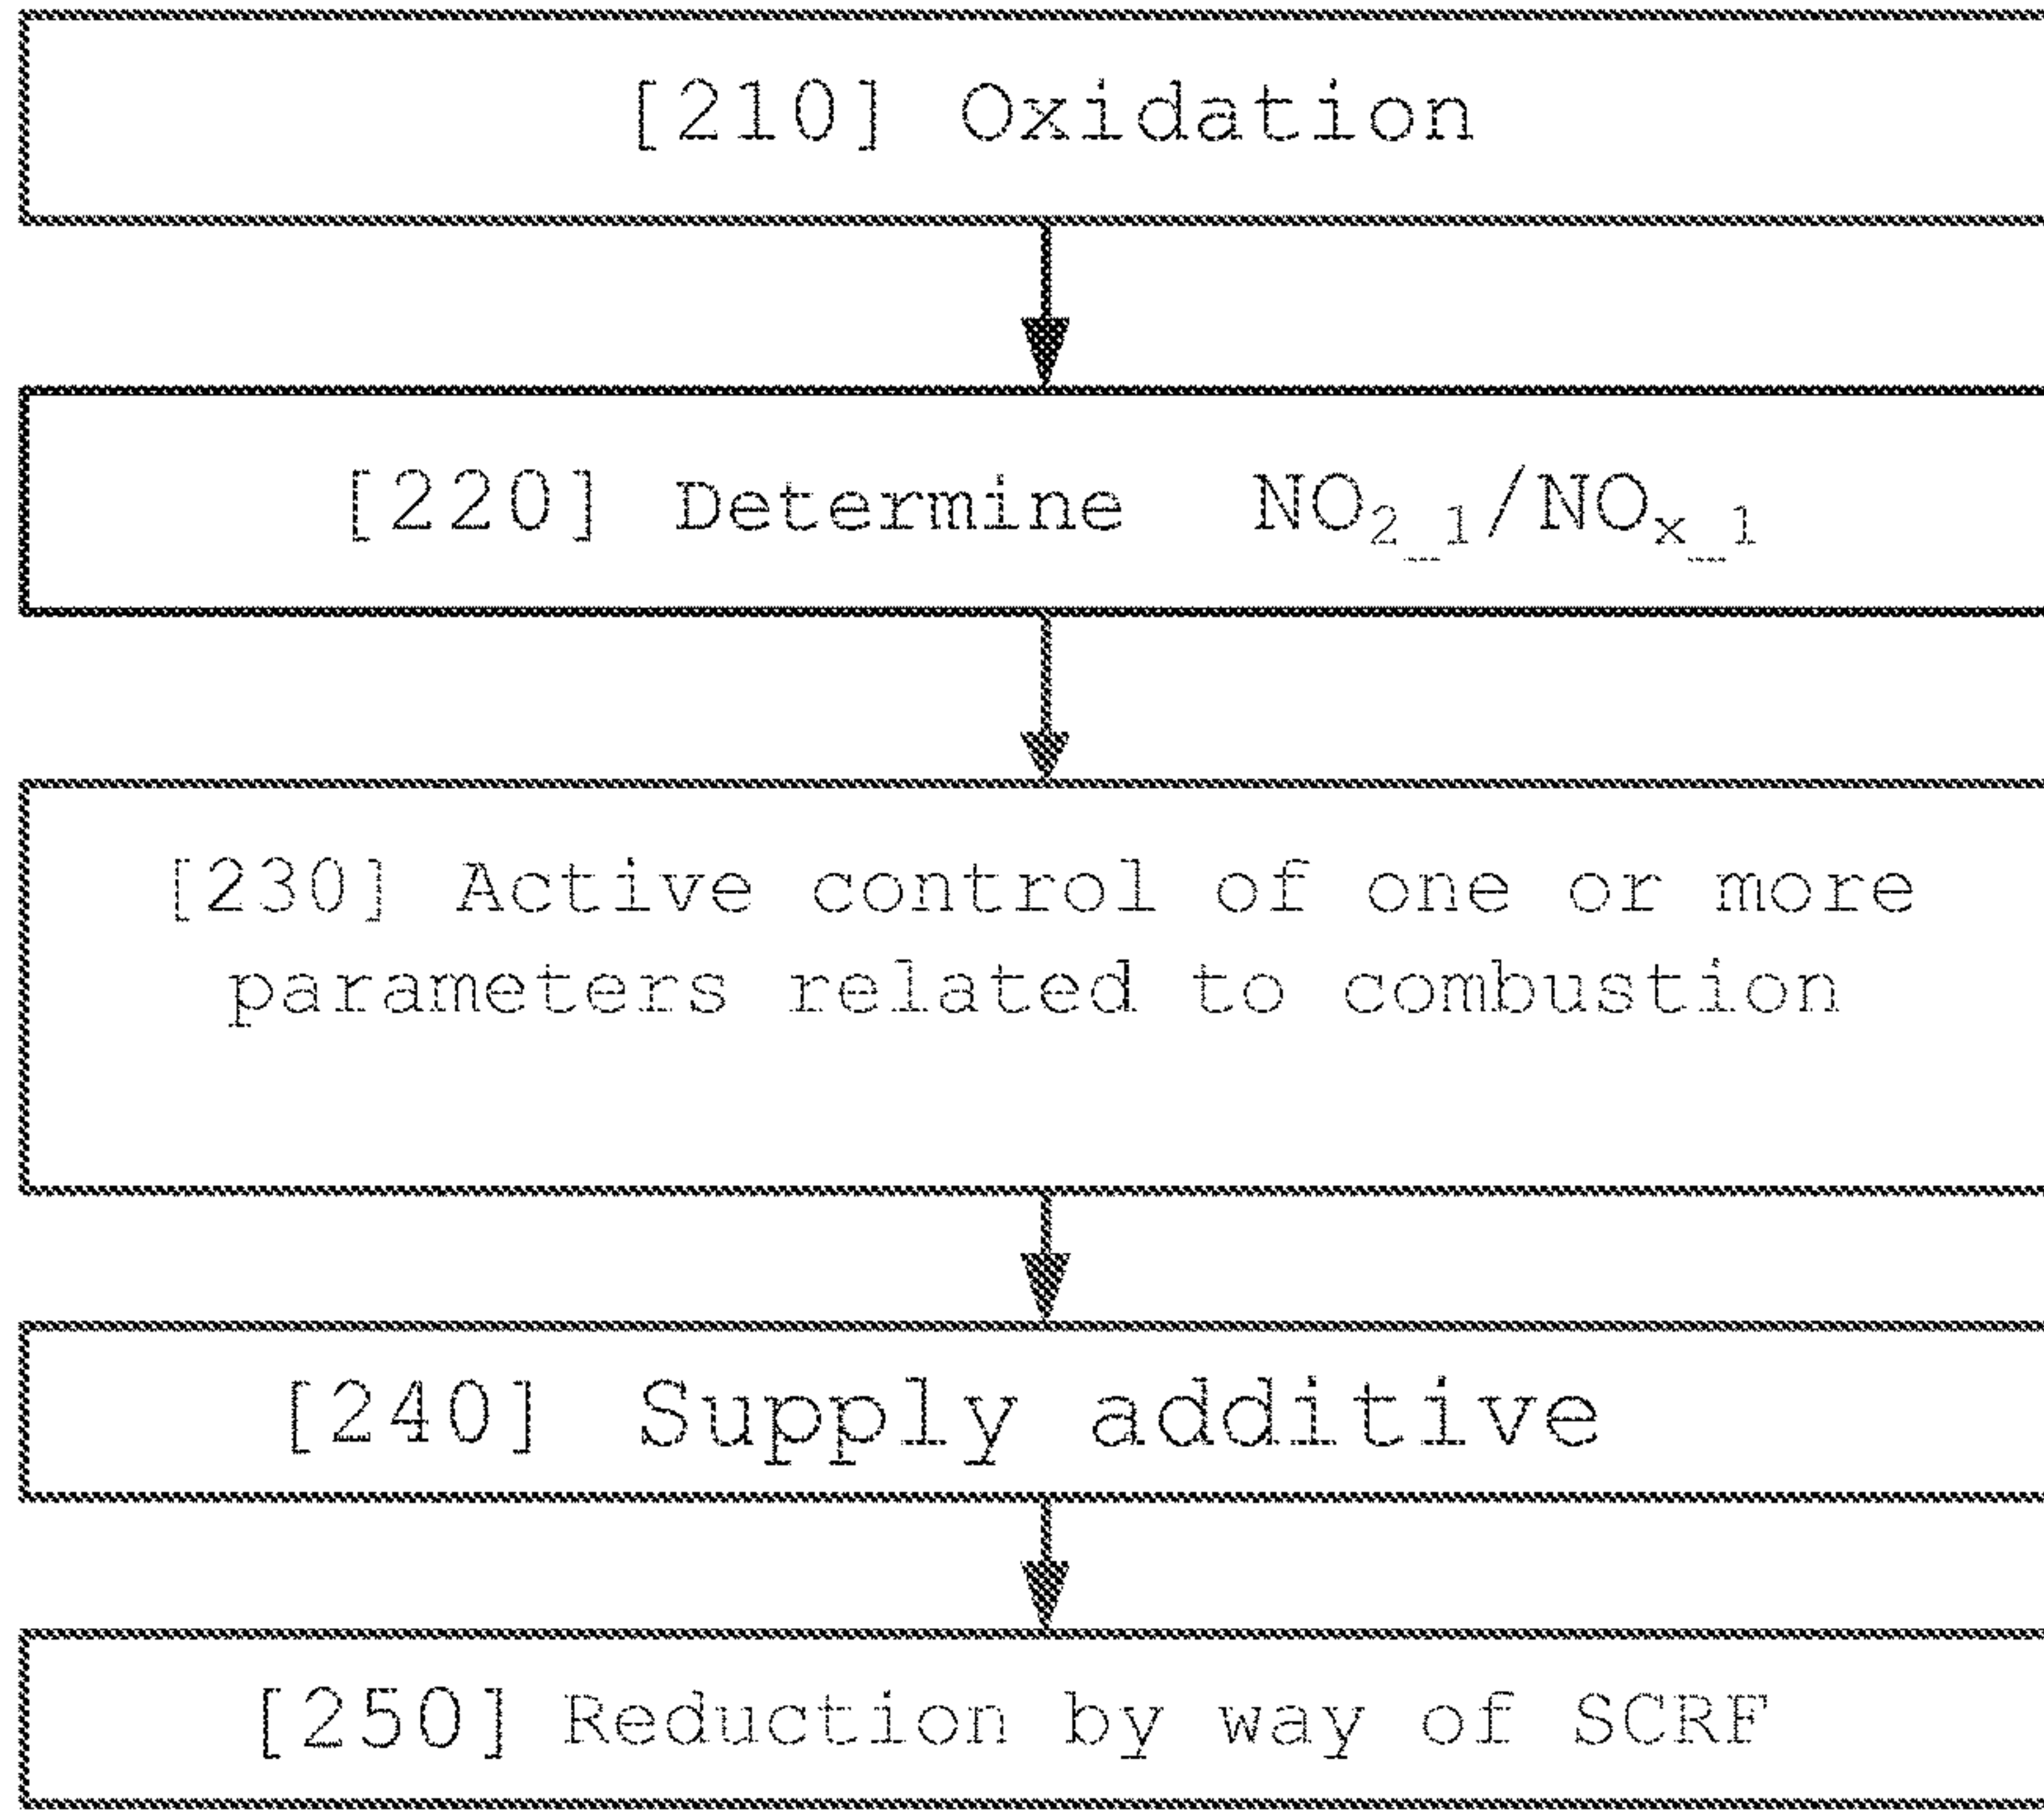 [210] Oxidation
[220] Determine NO₂_₁/NOₓ_₁
[230] Active control of one or more
parameters related to combustion
[240] Supply additive
[250] Reduction by way of SCRF